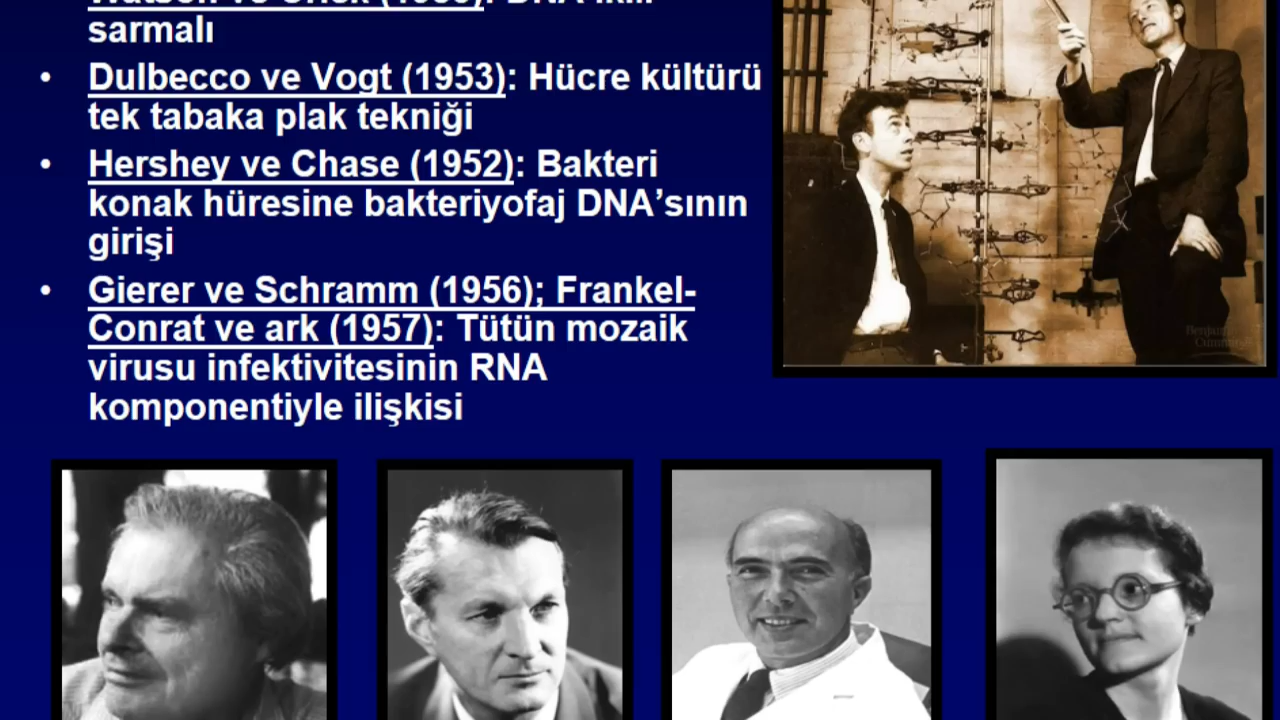 sarmalı
• Dulbecco ve Vogt (1953): Hücre kültürü
tek tabaka plak tekniği
• Hershey ve Chase (1952): Bakteri
konak hüresine bakteriyofaj DNA’sının
girişi
• Gierer ve Schramm (1956); Frankel-
Conrat ve ark (1957): Tütün mozaik
virusu infektivitesinin RNA
komponentiyle ilişkisi